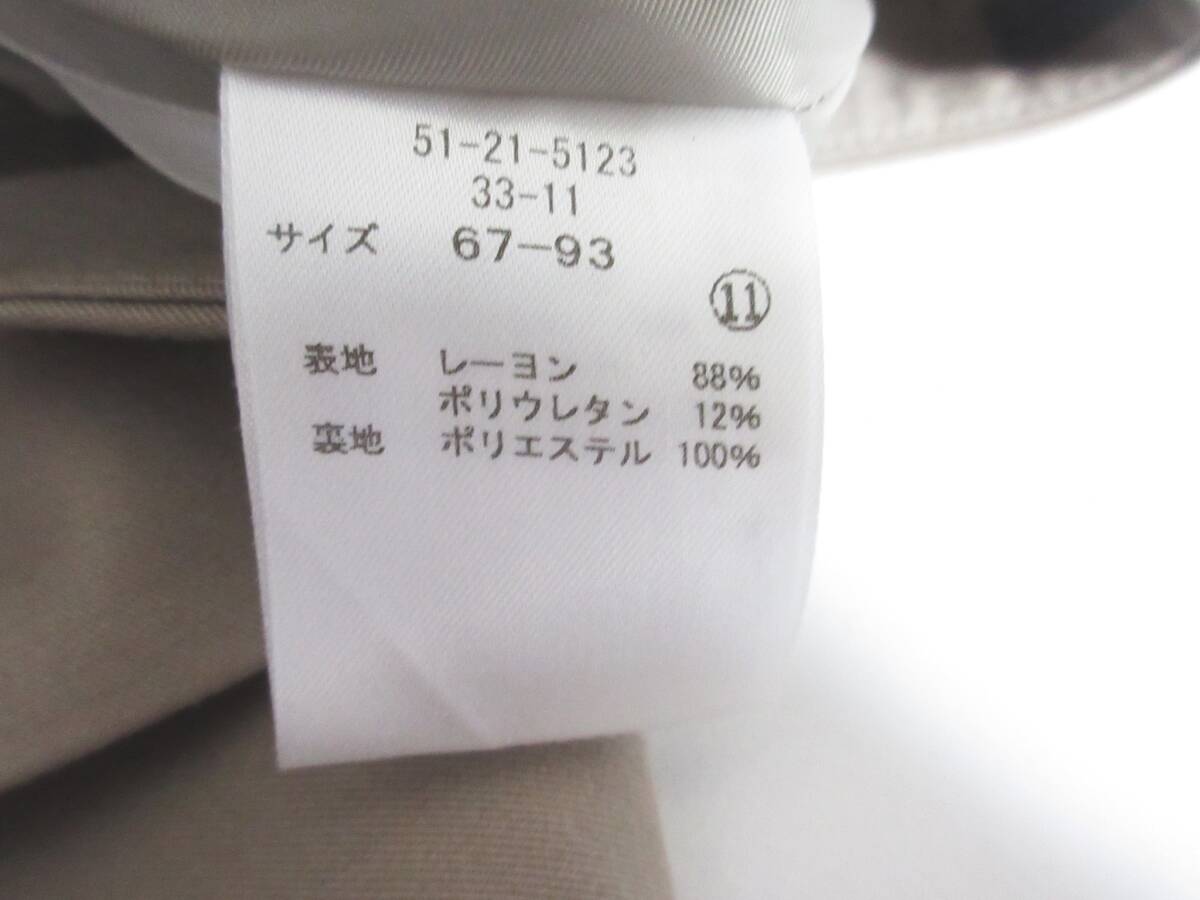 51-21-5123
33-11
サイズ 67-93
⑪
表地 レーヨン 88%
ポリウレタン 12%
裏地 ポリエステル 100%